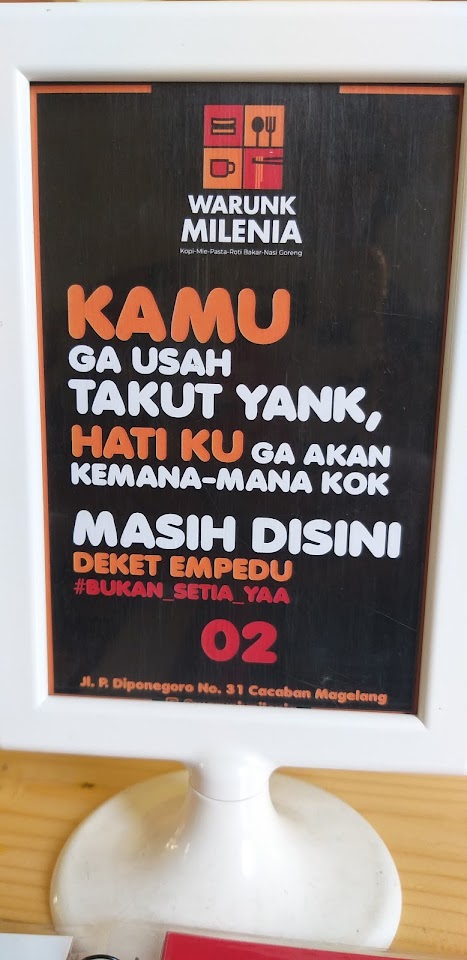 WARUNK
MILENIA
Kopi-Mie-Pasta-Roti Bakar-Nasi Goreng
KAMU
GA USAH
TAKUT YANK,
HATI KU GA AKAN
KEMANA-MANA KOK
MASIH DISINI
DEKET EMPEDU
#BUKAN_SETIA_YAA
02
Jl. P. Diponegoro No. 31 Cacaban Magelang